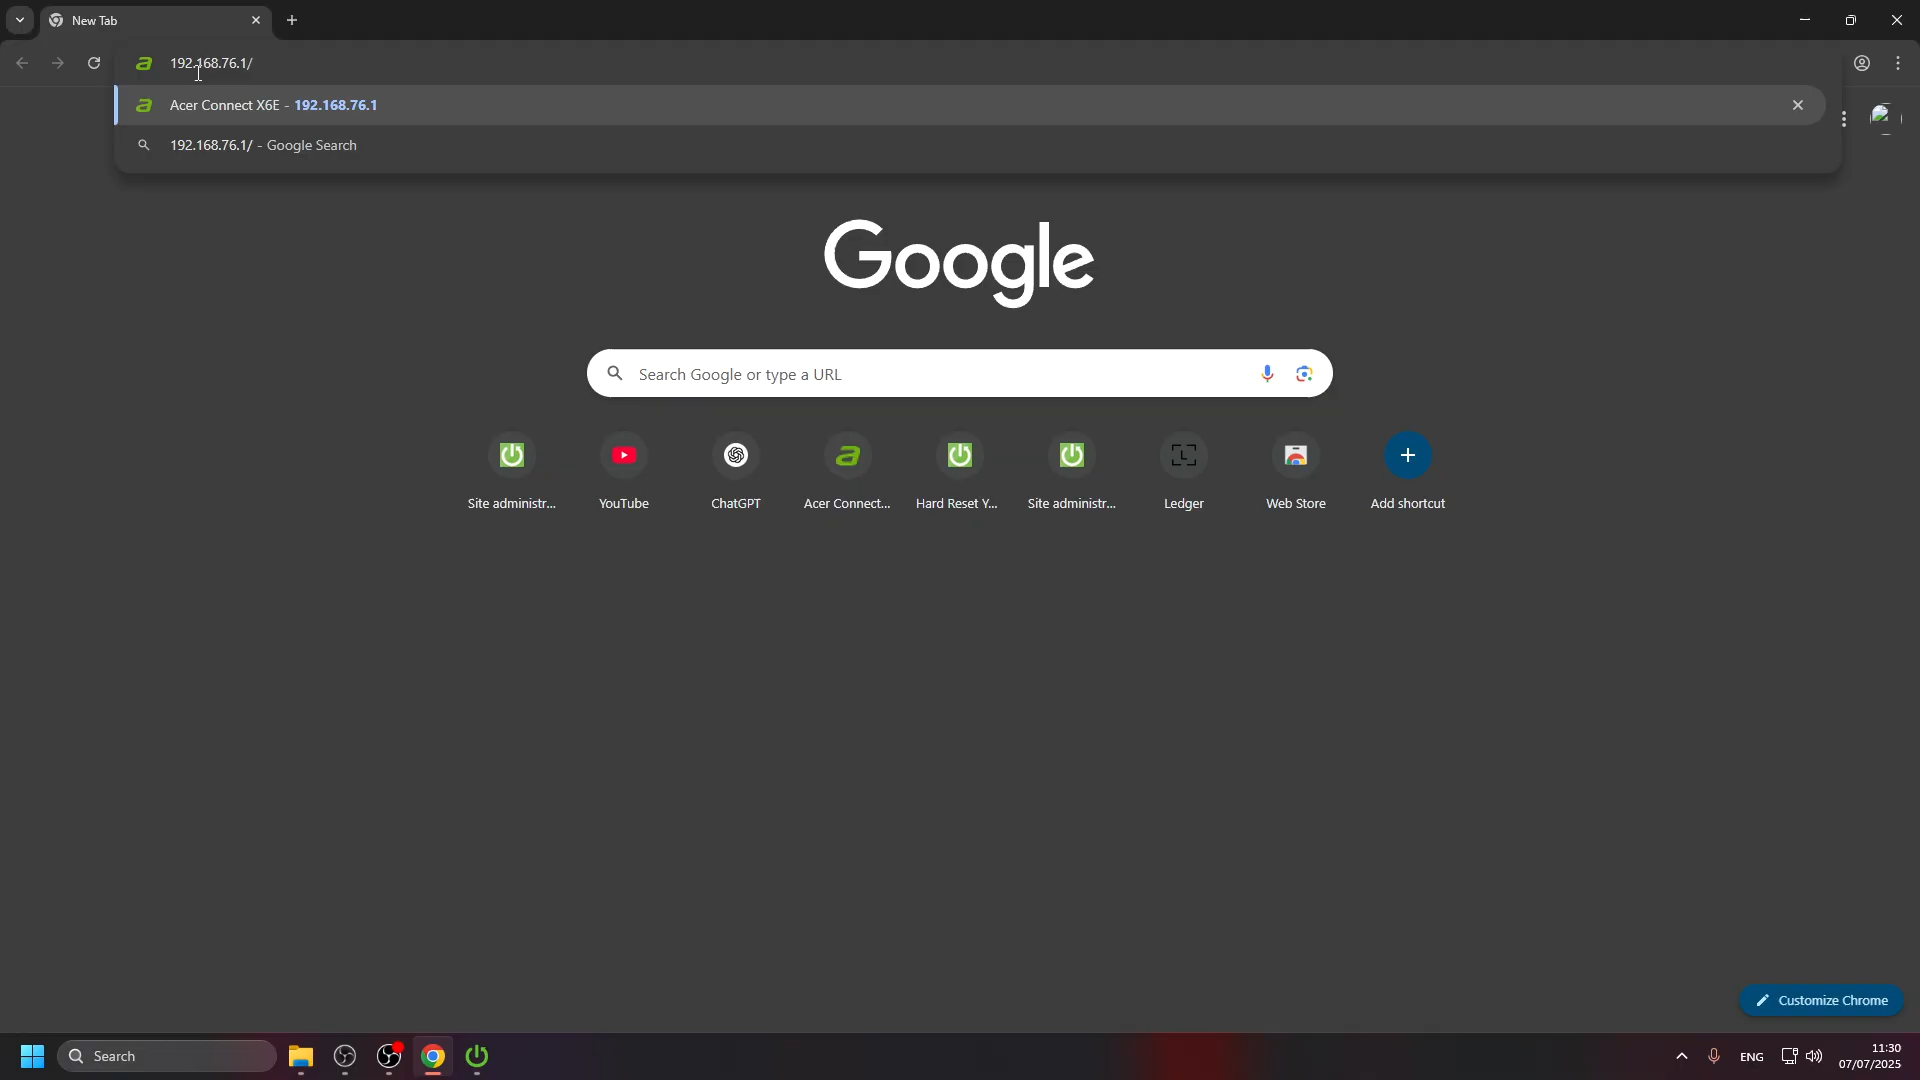 New Tab
192.168.76.1/
Acer Connect X6E - 192.168.76.1
192.168.76.1/ - Google Search
Google
Search Google or type a URL
Site administr...
YouTube
ChatGPT
Acer Connect...
Hard Reset Y...
Site administr...
Ledger
Web Store
Add shortcut
Customize Chrome
Search
ENG
11:30
07/07/2025